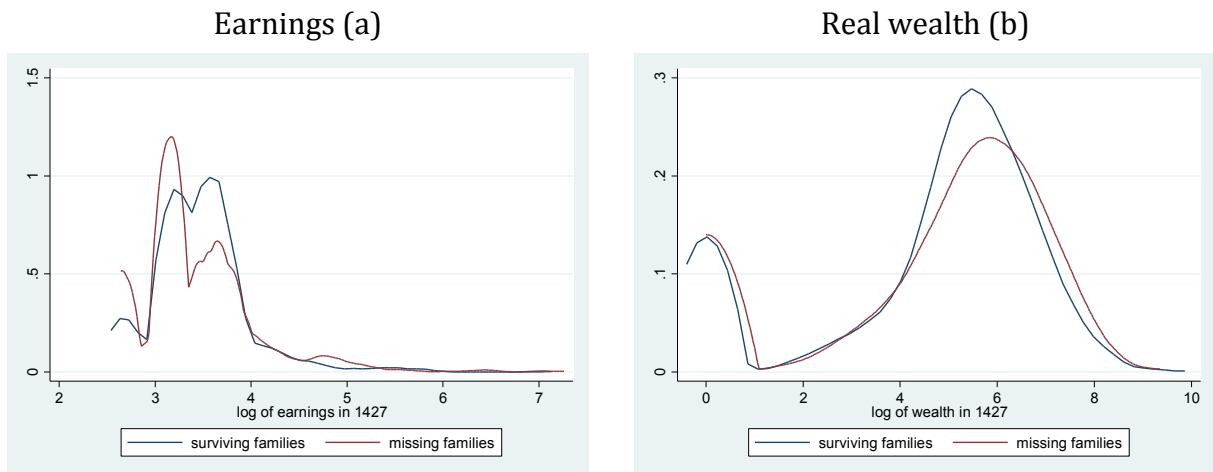 Earnings (a)
1.5
1
.5
0
2 3 4 5 6 7
log of earnings in 1427
surviving families missing families
Real wealth (b)
.3
.2
.1
0
0 2 4 6 8 10
log of wealth in 1427
surviving families missing families